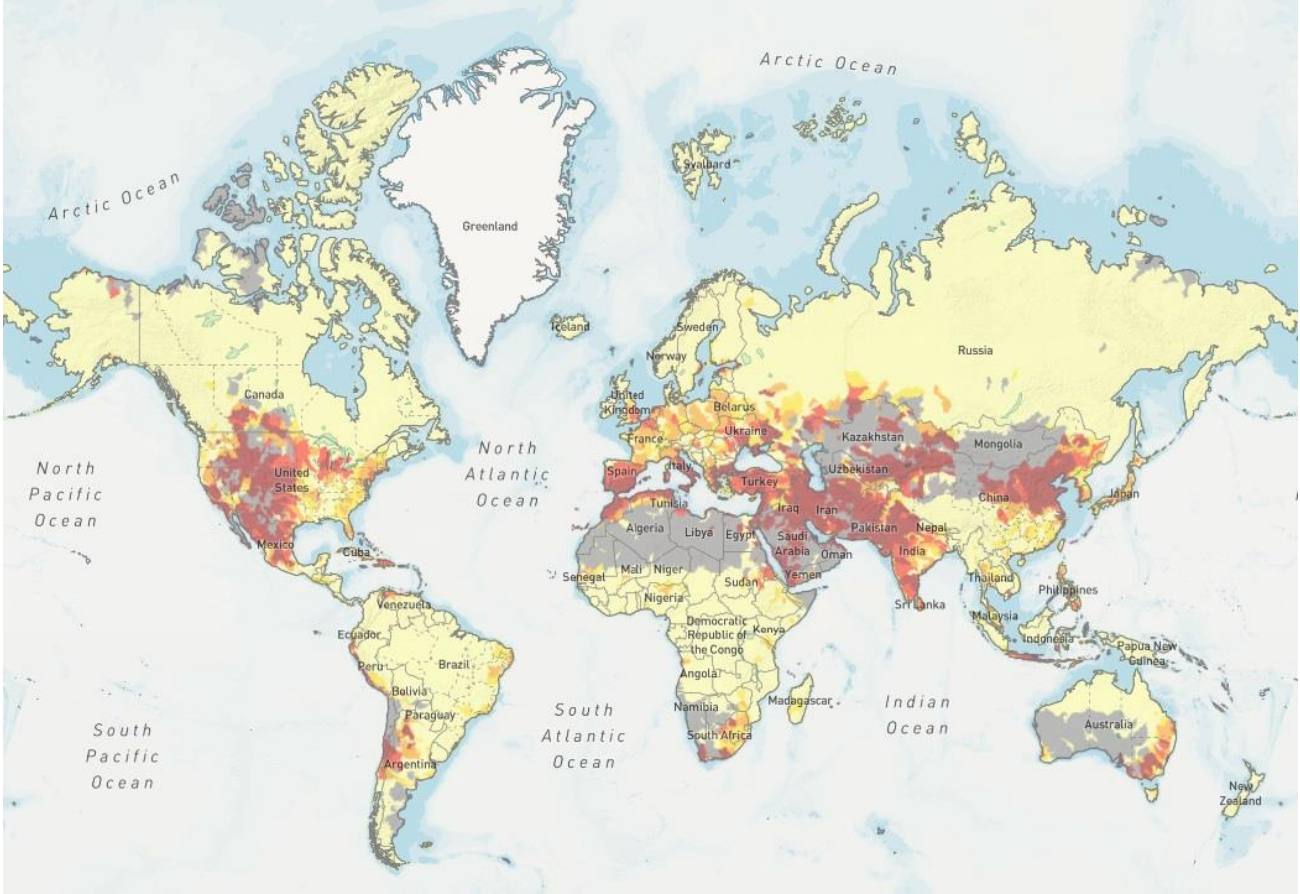 Arctic Ocean
Svalbard
Arctic Ocean
Greenland
Iceland
Sweden
Norway
Russia
Canada
United
Kingdom
Belarus
France
Ukraine
Kazakhstan
Mongolia
North
Pacific
Ocean
United
States
North
Atlantic
Ocean
Spain
Italy
Turkey
Uzbekistan
China
Japan
Tunisia
Iraq
Iran
Algeria
Libya
Egypt
Saudi
Arabia
Pakistan
Nepal
Mexico
Cuba
Oman
India
Senegal
Mali
Niger
Sudan
Yemen
Thailand
Philippines
Venezuela
Nigeria
Sri Lanka
Malaysia
Ecuador
Democratic
Republic of
the Congo
Kenya
Indonesia
Papua New
Guinea
Peru
Brazil
Angola
Bolivia
Namibia
Madagascar
Indian
Ocean
Paraguay
South
Atlantic
Ocean
South Africa
Australia
South
Pacific
Ocean
Argentina
New
Zealand